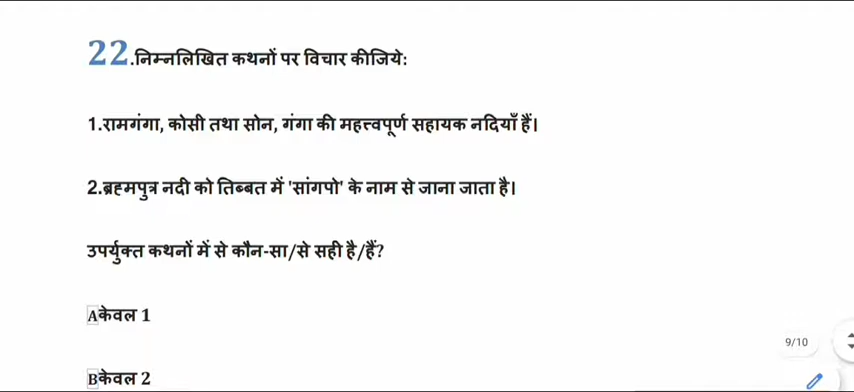 22.निम्नलिखित कथनों पर विचार कीजिये:
1.रामगंगा, कोसी तथा सोन, गंगा की महत्त्वपूर्ण सहायक नदियाँ हैं।
2.ब्रह्मपुत्र नदी को तिब्बत में 'सांगपो' के नाम से जाना जाता है।
उपर्युक्त कथनों में से कौन-सा/से सही है/हैं?
Aकेवल 1
9/10
Bकेवल 2